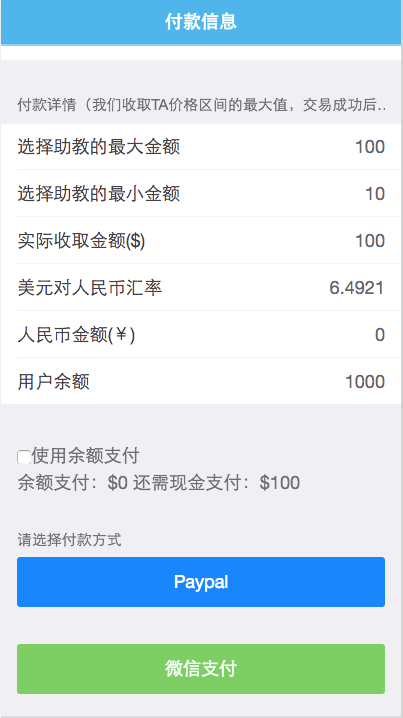 付款信息
付款详情（我们收取TA价格区间的最大值，交易成功后..
选择助教的最大金额 100
选择助教的最小金额 10
实际收取金额($) 100
美元对人民币汇率 6.4921
人民币金额(￥) 0
用户余额 1000
使用余额支付
余额支付：$0 还需现金支付：$100
请选择付款方式
Paypal
微信支付